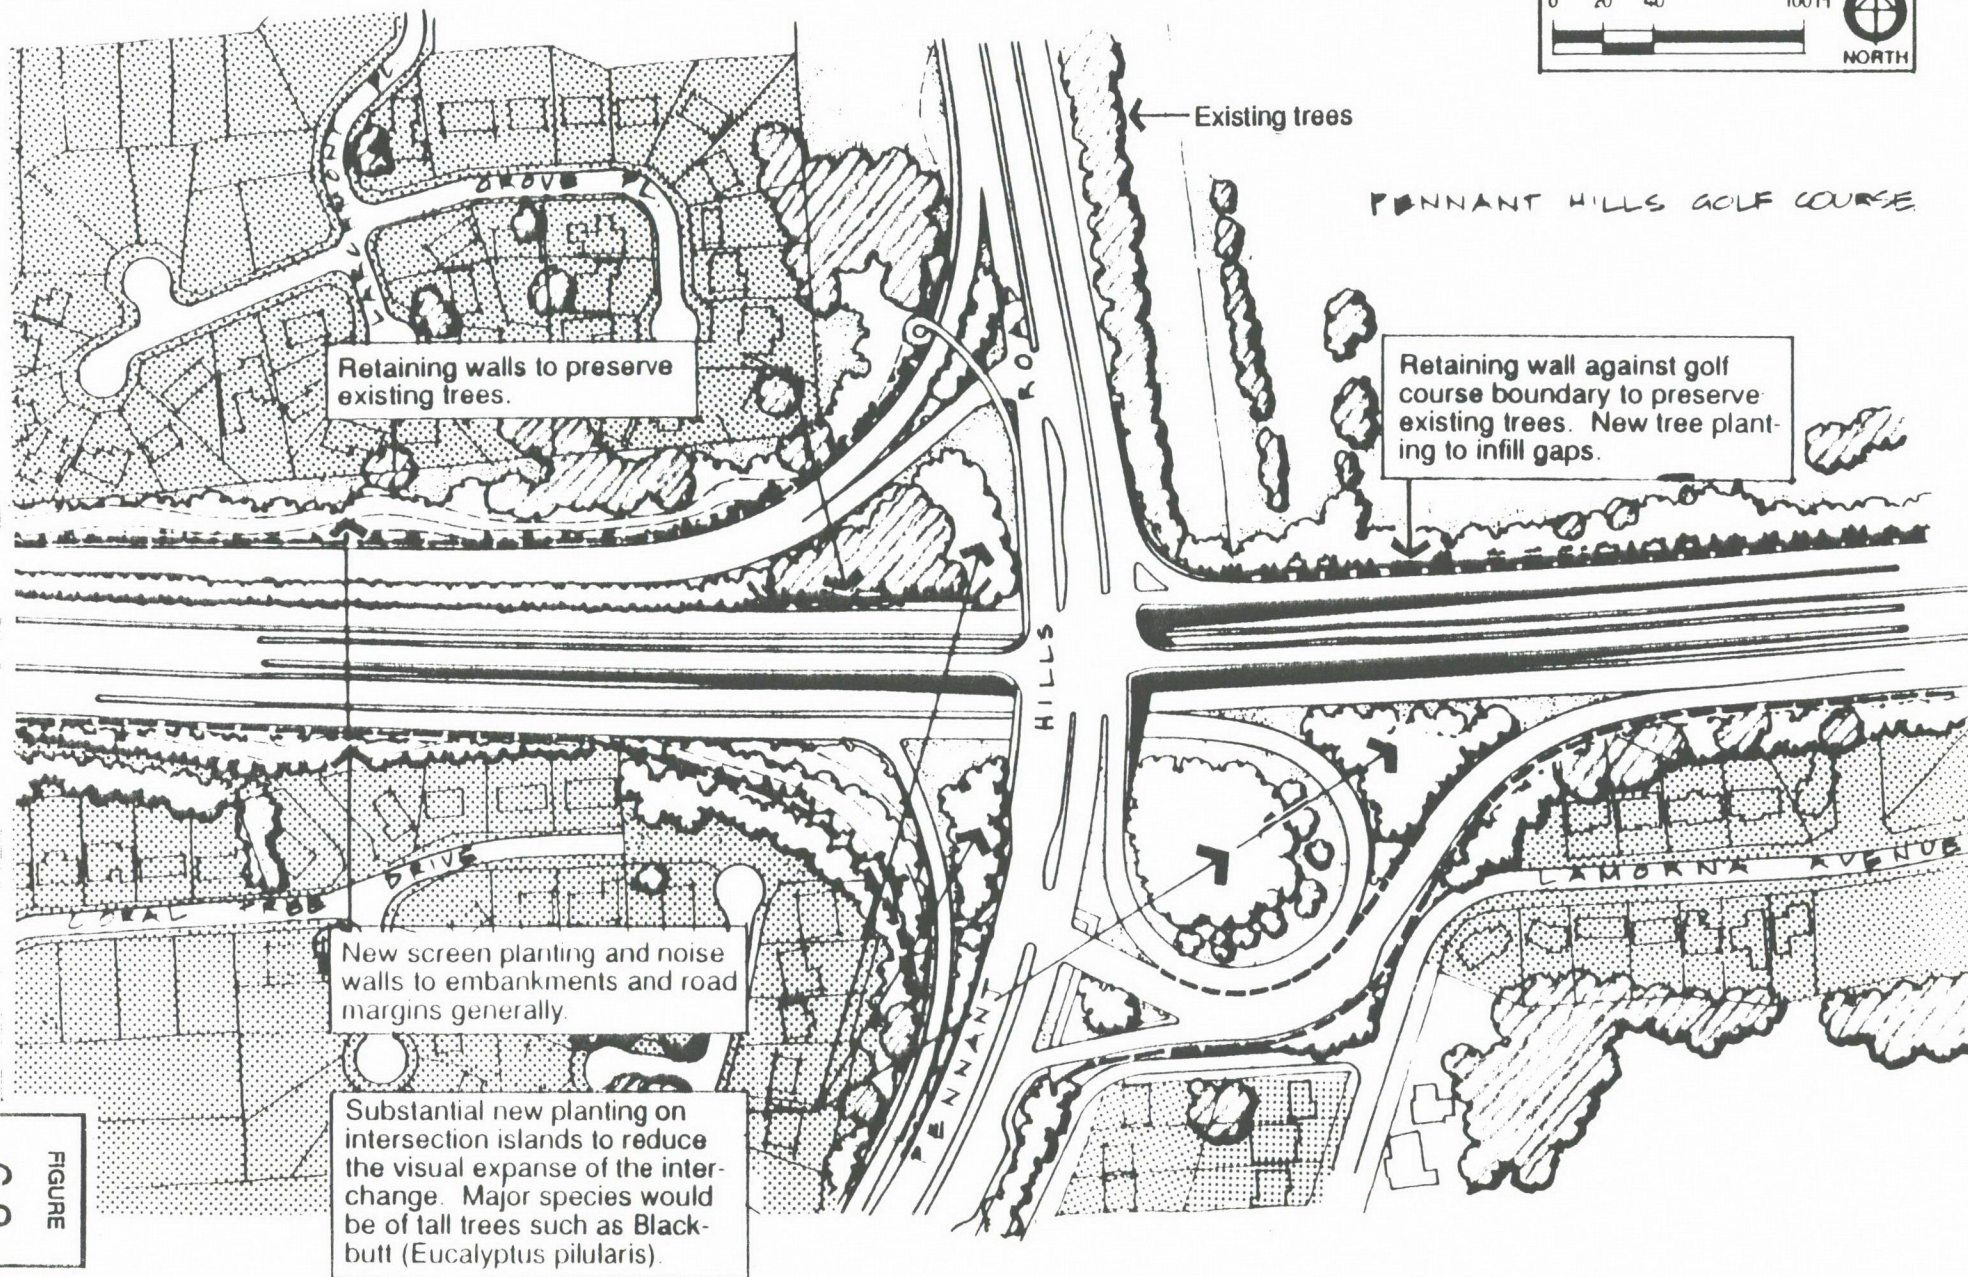 0 20 40 100 M
NORTH
Existing trees
PENNANT HILLS GOLF COURSE
GROVE PL
Retaining walls to preserve
existing trees.
ROAD
Retaining wall against golf
course boundary to preserve
existing trees. New tree plant-
ing to infill gaps.
HILLS
DRIVE
LAMORNA AVENUE
New screen planting and noise
walls to embankments and road
margins generally.
PENNANT
Substantial new planting on
intersection islands to reduce
the visual expanse of the inter-
change. Major species would
be of tall trees such as Black-
butt (Eucalyptus pilularis).
FIGURE